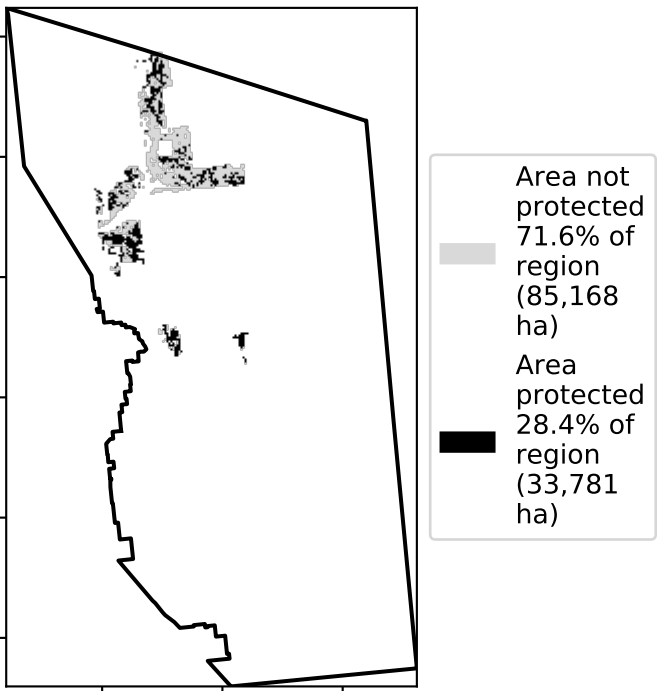 Area not
protected
71.6% of
region
(85,168
ha)
Area
protected
28.4% of
region
(33,781
ha)